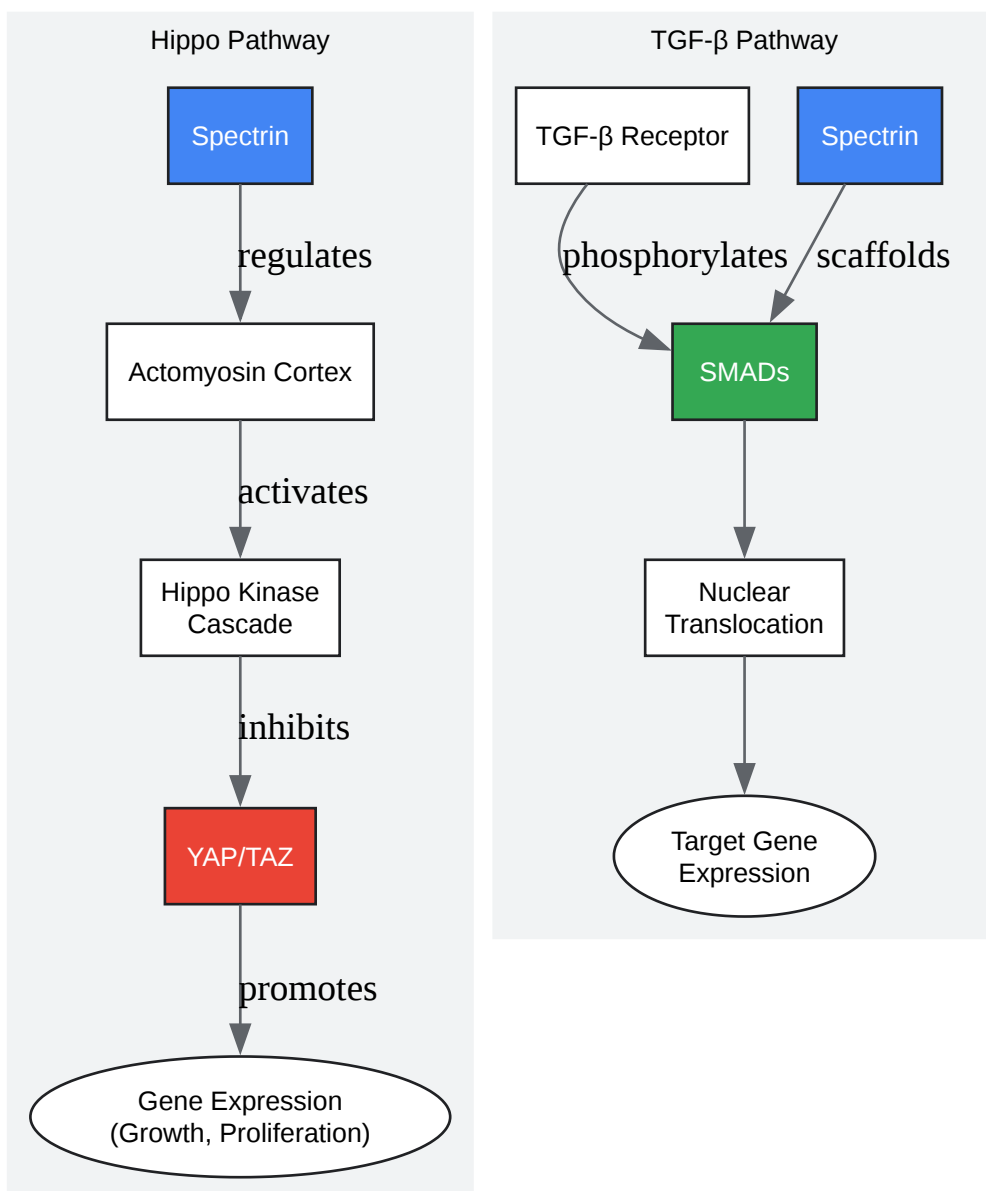 Hippo Pathway
Spectrin
regulates
Actomyosin Cortex
activates
Hippo Kinase
Cascade
inhibits
YAP/TAZ
promotes
Gene Expression
(Growth, Proliferation)
TGF-β Pathway
TGF-β Receptor
Spectrin
phosphorylates
scaffolds
SMADs
Nuclear
Translocation
Target Gene
Expression